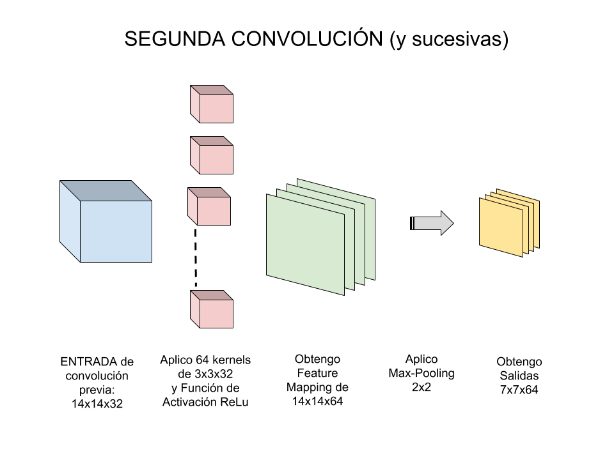 SEGUNDA CONVOLUCIÓN (y sucesivas)
ENTRADA de
convolución
previa:
14x14x32
Aplico 64 kernels
de 3x3x32
y Función de
Activación ReLu
Obtengo
Feature
Mapping de
14x14x64
Aplico
Max-Pooling
2x2
Obtengo
Salidas
7x7x64